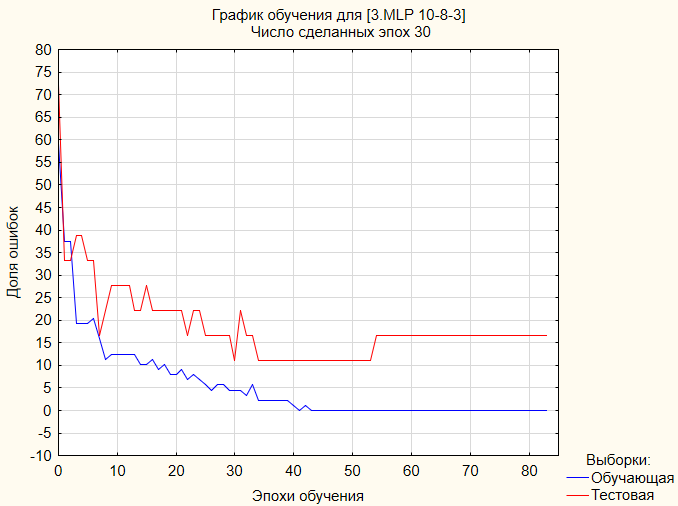 График обучения для [3.MLP 10-8-3]
Число сделанных эпох 30
80
75
70
65
60
55
50
45
40
35
30
25
20
15
10
5
0
-5
-10
Доля ошибок
0 10 20 30 40 50 60 70 80
Эпохи обучения
Выборки:
Обучающая
Тестовая